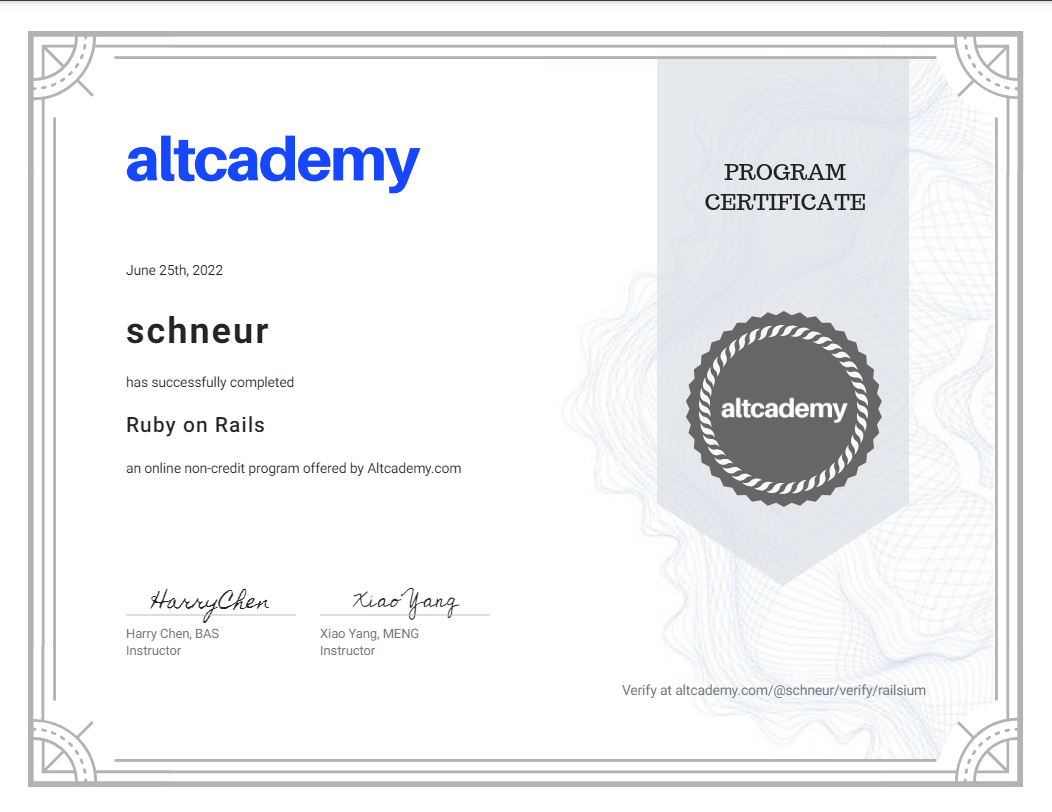 altcademy
PROGRAM
CERTIFICATE
June 25th, 2022
schneur
has successfully completed
Ruby on Rails
an online non-credit program offered by Altcademy.com
altcademy
HarryChen
Xiao Yang
Harry Chen, BAS
Instructor
Xiao Yang, MENG
Instructor
Verify at altcademy.com/@schneur/verify/railsium